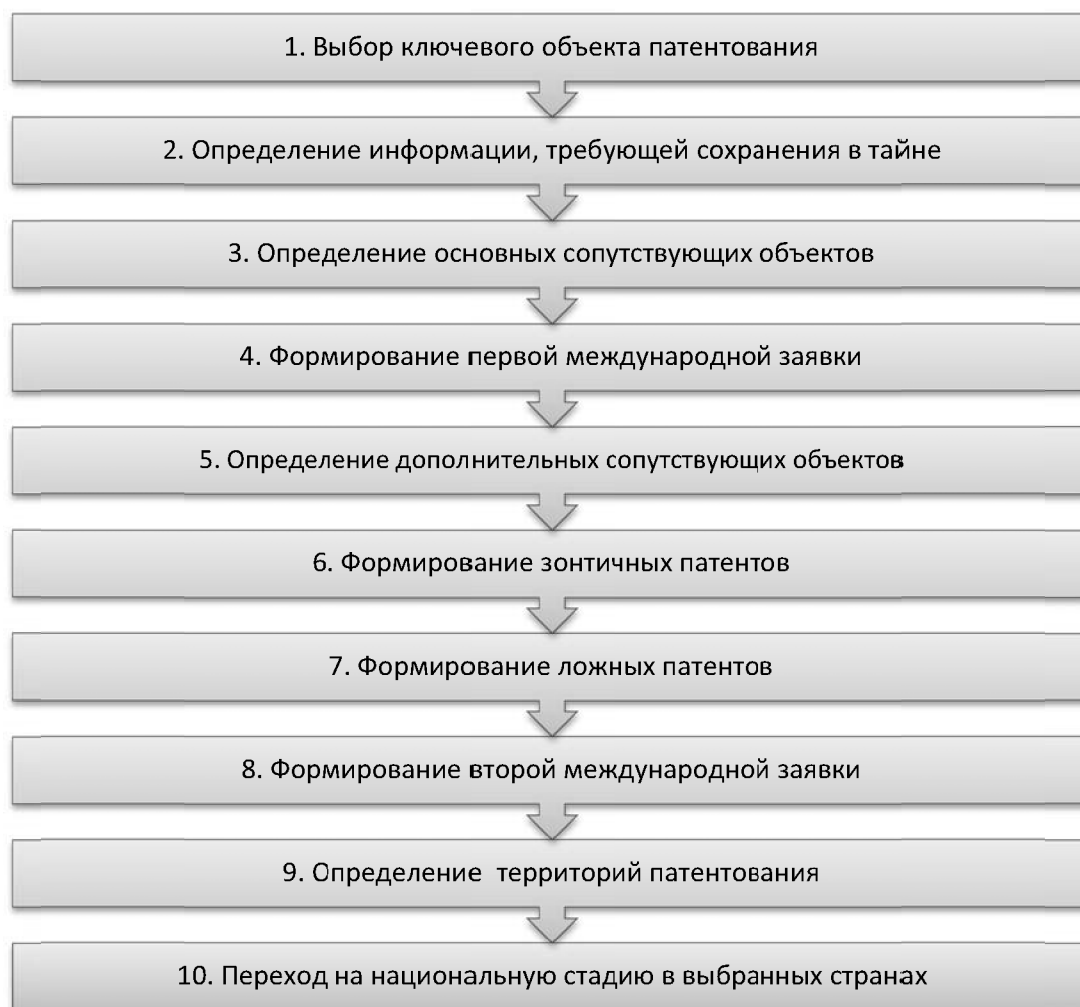 1. Выбор ключевого объекта патентования
2. Определение информации, требующей сохранения в тайне
3. Определение основных сопутствующих объектов
4. Формирование первой международной заявки
5. Определение дополнительных сопутствующих объектов
6. Формирование зонтичных патентов
7. Формирование ложных патентов
8. Формирование второй международной заявки
9. Определение территорий патентования
10. Переход на национальную стадию в выбранных странах